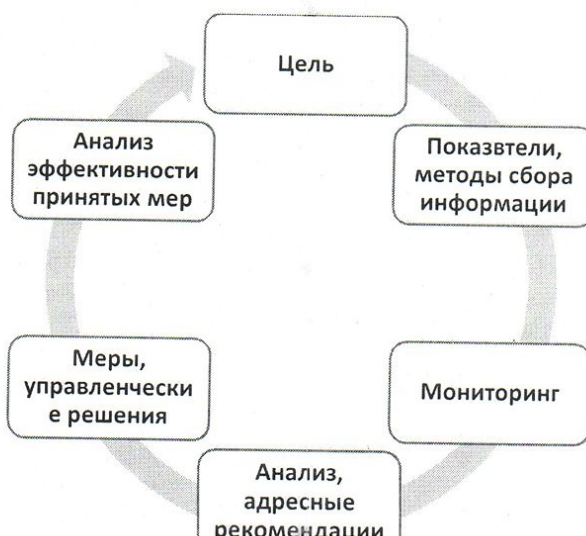 Цель
Показвтели,
методы сбора
информации
Мониторинг
Анализ,
адресные
рекомендации
Меры,
управленчески
е решения
Анализ
эффективности
принятых мер